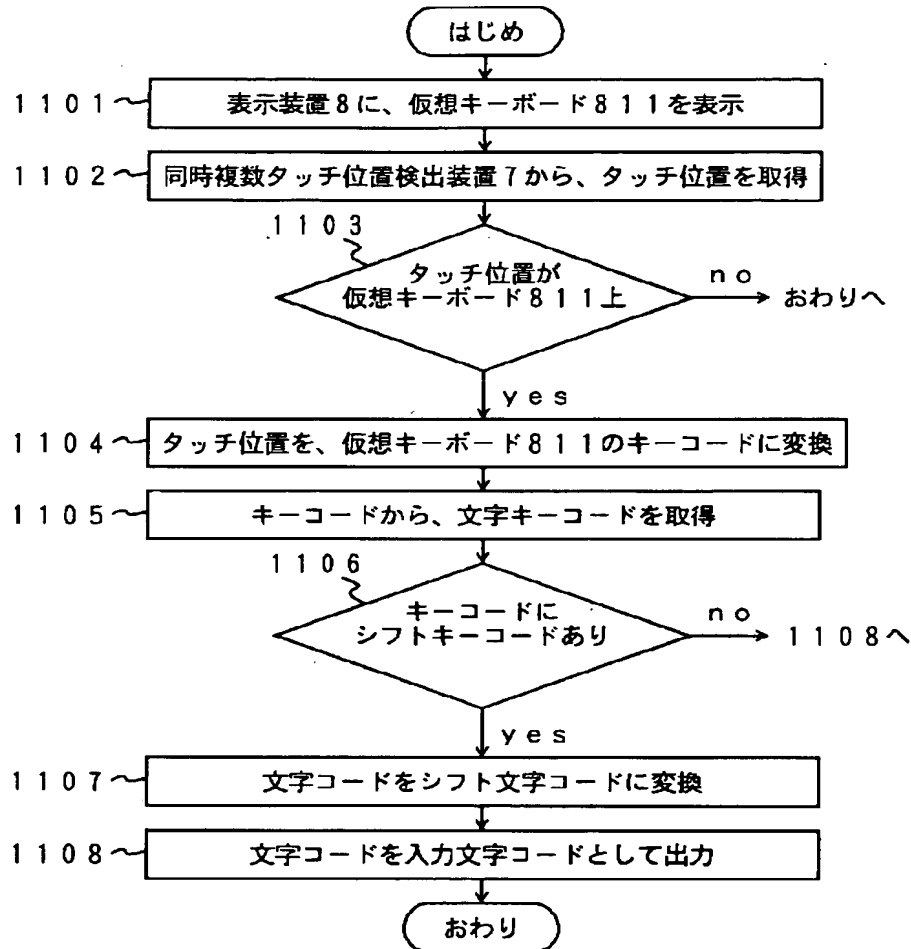 はじめ
1101 表示装置8に、仮想キーボード811を表示
1102 同時複数タッチ位置検出装置7から、タッチ位置を取得
1103
タッチ位置が
仮想キーボード811上
no
おわりへ
yes
1104 タッチ位置を、仮想キーボード811のキーコードに変換
1105 キーコードから、文字キーコードを取得
1106
キーコードに
シフトキーコードあり
no
1108へ
yes
1107 文字コードをシフト文字コードに変換
1108 文字コードを入力文字コードとして出力
おわり